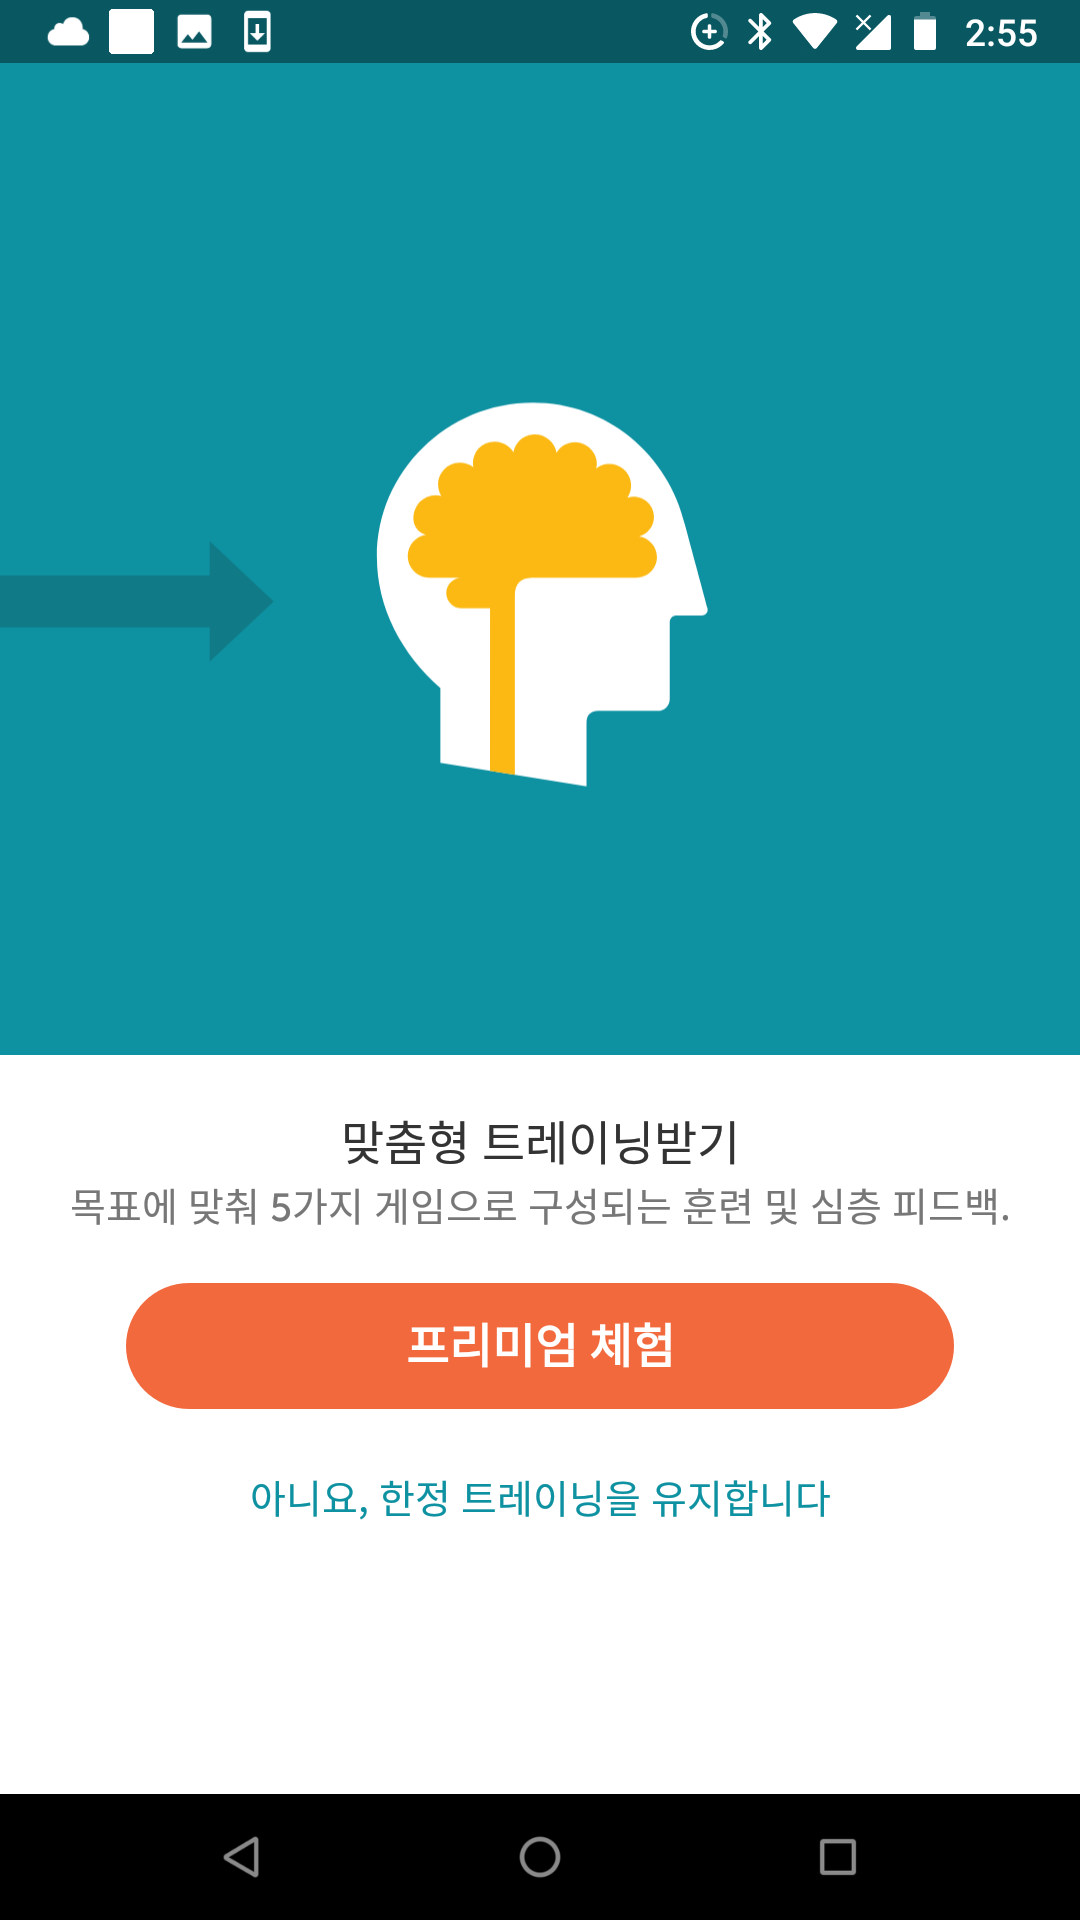 2:55
맞춤형 트레이닝받기
목표에 맞춰 5가지 게임으로 구성되는 훈련 및 심층 피드백.
프리미엄 체험
아니요, 한정 트레이닝을 유지합니다